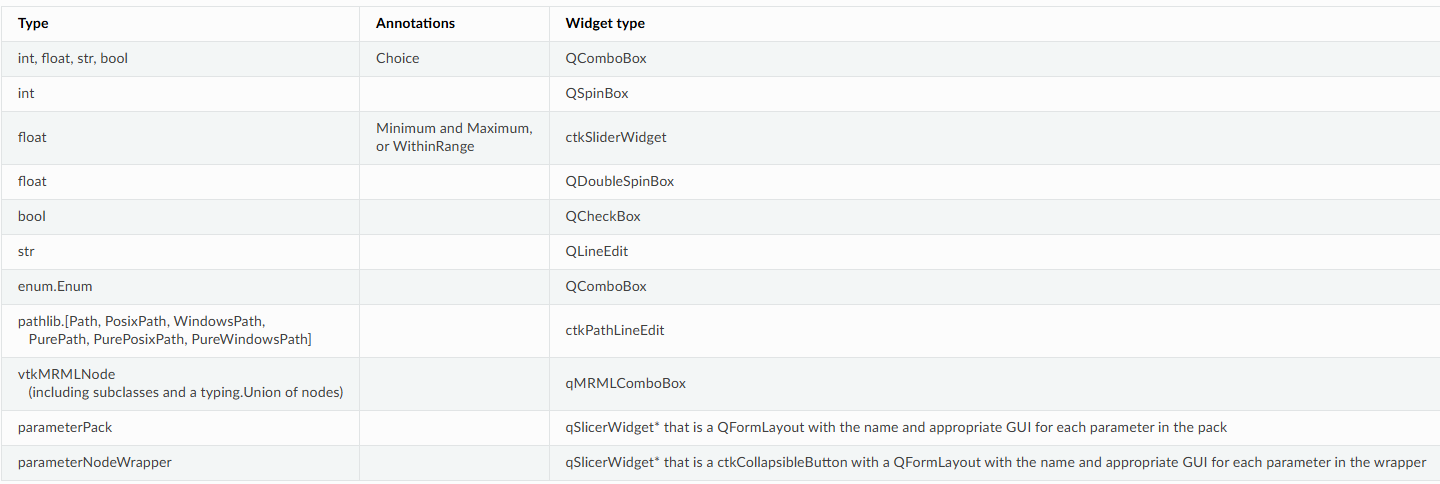 Type Annotations Widget type
int, float, str, bool Choice QComboBox
int QSpinBox
float Minimum and Maximum, or WithinRange ctkSliderWidget
float QDoubleSpinBox
bool QCheckBox
str QLineEdit
enum.Enum QComboBox
pathlib.[Path, PosixPath, WindowsPath,
PurePath, PurePosixPath, PureWindowsPath] ctkPathLineEdit
vtkMRMLNode
(including subclasses and a typing.Union of nodes) qMRMLComboBox
parameterPack qSlicerWidget* that is a QFormLayout with the name and appropriate GUI for each parameter in the pack
parameterNodeWrapper qSlicerWidget* that is a ctkCollapsibleButton with a QFormLayout with the name and appropriate GUI for each parameter in the wrapper